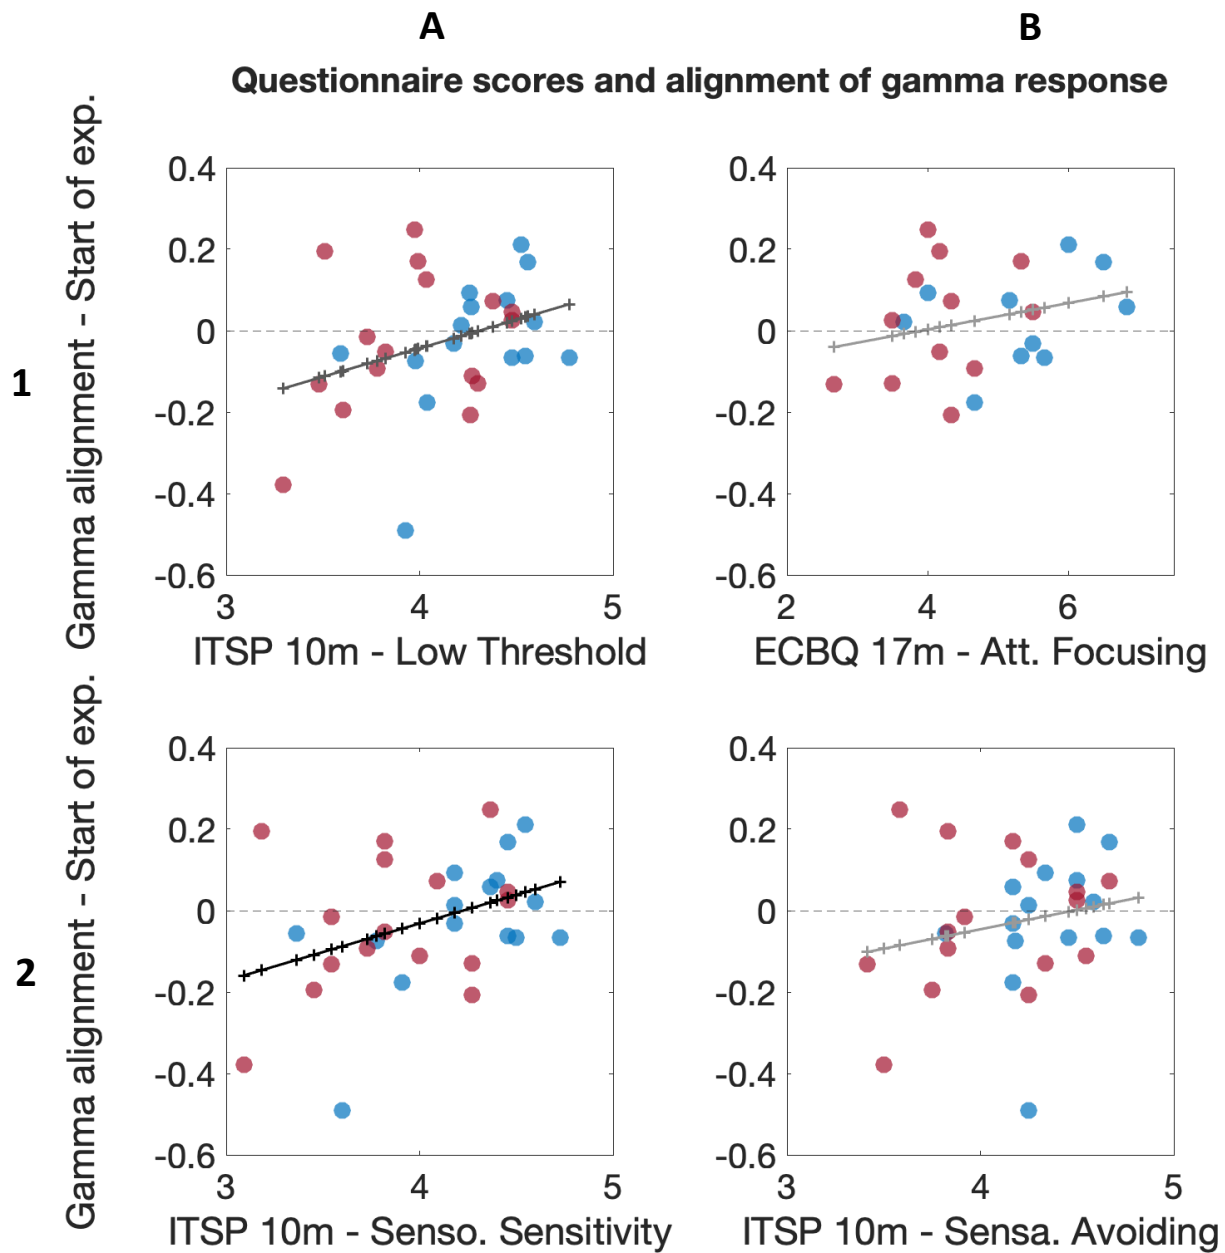 A B
Questionnaire scores and alignment of gamma response
1
Gamma alignment - Start of exp.
0.4
0.2
0
-0.2
-0.4
-0.6
3 4 5
ITSP 10m - Low Threshold
0.4
0.2
0
-0.2
-0.4
-0.6
2 4 6
ECBQ 17m - Att. Focusing
2
Gamma alignment - Start of exp.
0.4
0.2
0
-0.2
-0.4
-0.6
3 4 5
ITSP 10m - Senso. Sensitivity
0.4
0.2
0
-0.2
-0.4
-0.6
3 4 5
ITSP 10m - Sensa. Avoiding